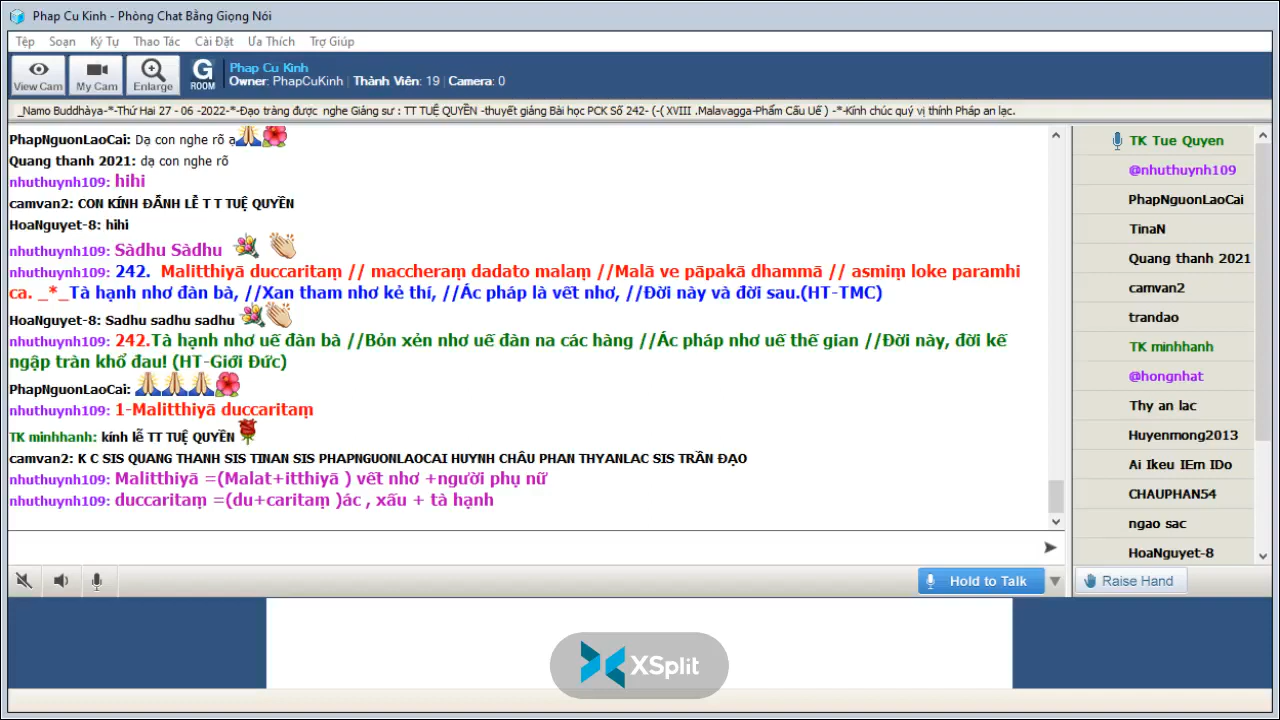 Phap Cu Kinh - Phòng Chat Bằng Giọng Nói
Tệp Soạn Ký Tự Thao Tác Cài Đặt Ưa Thích Trợ Giúp
View Cam My Cam Enlarge G ROOM
Phap Cu Kinh
Owner: PhapCuKinh | Thành Viên: 19 | Camera: 0
_Namo Buddhàya-*-Thứ Hai 27 - 06 -2022-*-Đạo tràng được nghe Giảng sư : TT TUỆ QUYỀN -thuyết giảng Bài học PCK Số 242- (-( XVIII .Malavagga-Phẩm Cấu Uế ) -*-Kính chúc quý vị thính Pháp an lạc.
PhapNguonLaoCai: Dạ con nghe rõ ạ
Quang thanh 2021: dạ con nghe rõ
nhuthuynh109: hihi
camvan2: CON KÍNH ĐẢNH LỄ T T TUỆ QUYỀN
HoaNguyet-8: hihi
nhuthuynh109: Sàdhu Sàdhu
nhuthuynh109: 242. Malitthiyā duccaritaṃ // maccheraṃ dadato malaṃ //Malā ve pāpakā dhammā // asmiṃ loke paramhi
ca. _*_Tà hạnh nhơ đàn bà, //Xan tham nhơ kẻ thí, //Ác pháp là vết nhơ, //Đời này và đời sau.(HT-TMC)
HoaNguyet-8: Sadhu sadhu sadhu
nhuthuynh109: 242.Tà hạnh nhơ uế đàn bà //Bỏn xẻn nhơ uế đàn na các hàng //Ác pháp nhơ uế thế gian //Đời này, đời kế
ngập tràn khổ đau! (HT-Giới Đức)
PhapNguonLaoCai:
nhuthuynh109: 1-Malitthiyā duccaritaṃ
TK minhhanh: kính lễ TT TUỆ QUYỀN
camvan2: K C SIS QUANG THANH SIS TINAN SIS PHAPNGUONLAOCAI HUYNH CHÂU PHAN THYANLAC SIS TRẦN ĐẠO
nhuthuynh109: Malitthiyā =(Malat+itthiyā ) vết nhơ +người phụ nữ
nhuthuynh109: duccaritaṃ =(du+caritaṃ )ác , xấu + tà hạnh
TK Tue Quyen
@nhuthuynh109
PhapNguonLaoCai
TinaN
Quang thanh 2021
camvan2
trandao
TK minhhanh
@hongnhat
Thy an lac
Huyenmong2013
Ai Ikeu IEm IDo
CHAUPHAN54
ngao sac
HoaNguyet-8
Hold to Talk
Raise Hand
XSplit